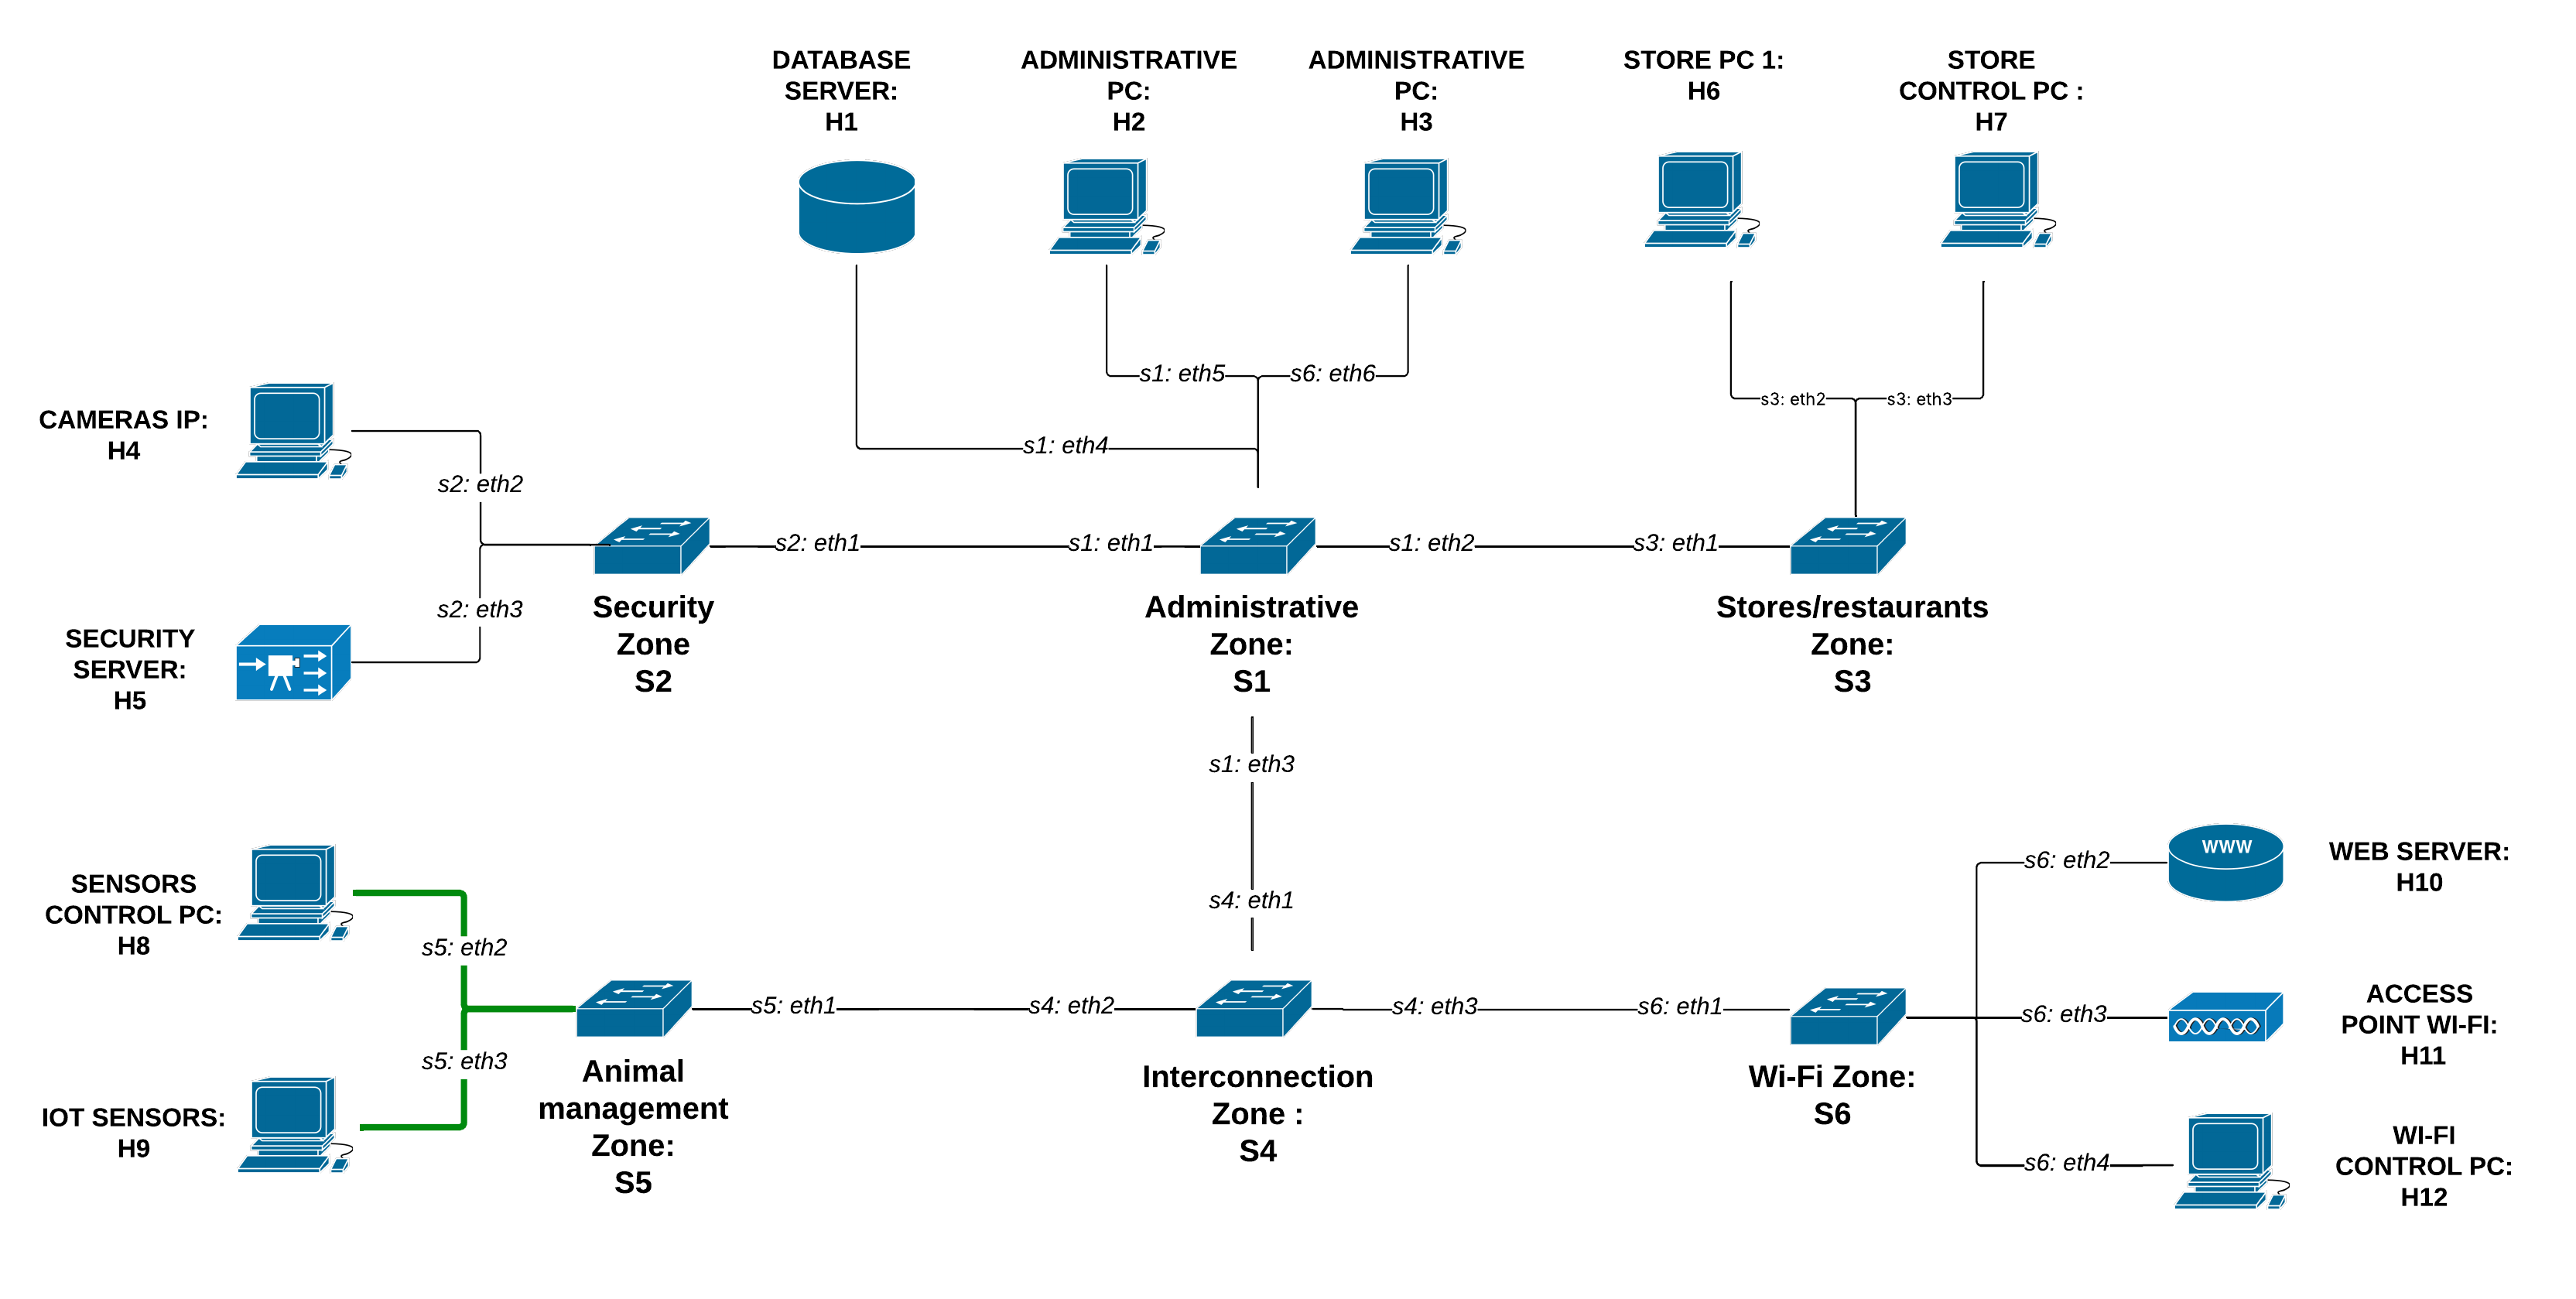 DATABASE
SERVER:
H1
ADMINISTRATIVE
PC:
H2
ADMINISTRATIVE
PC:
H3
STORE PC 1:
H6
STORE
CONTROL PC :
H7
s1: eth5
s6: eth6
s3: eth2
s3: eth3
s1: eth4
CAMERAS IP:
H4
s2: eth2
s2: eth1
s1: eth1
s1: eth2
s3: eth1
s2: eth3
SECURITY
SERVER:
H5
Security
Zone
S2
Administrative
Zone:
S1
Stores/restaurants
Zone:
S3
s1: eth3
s4: eth1
SENSORS
CONTROL PC:
H8
s5: eth2
s5: eth1
s4: eth2
s4: eth3
s6: eth1
s5: eth3
IOT SENSORS:
H9
Animal
management
Zone:
S5
Interconnection
Zone :
S4
Wi-Fi Zone:
S6
s6: eth2
WWW
WEB SERVER:
H10
s6: eth3
ACCESS
POINT WI-FI:
H11
s6: eth4
WI-FI
CONTROL PC:
H12